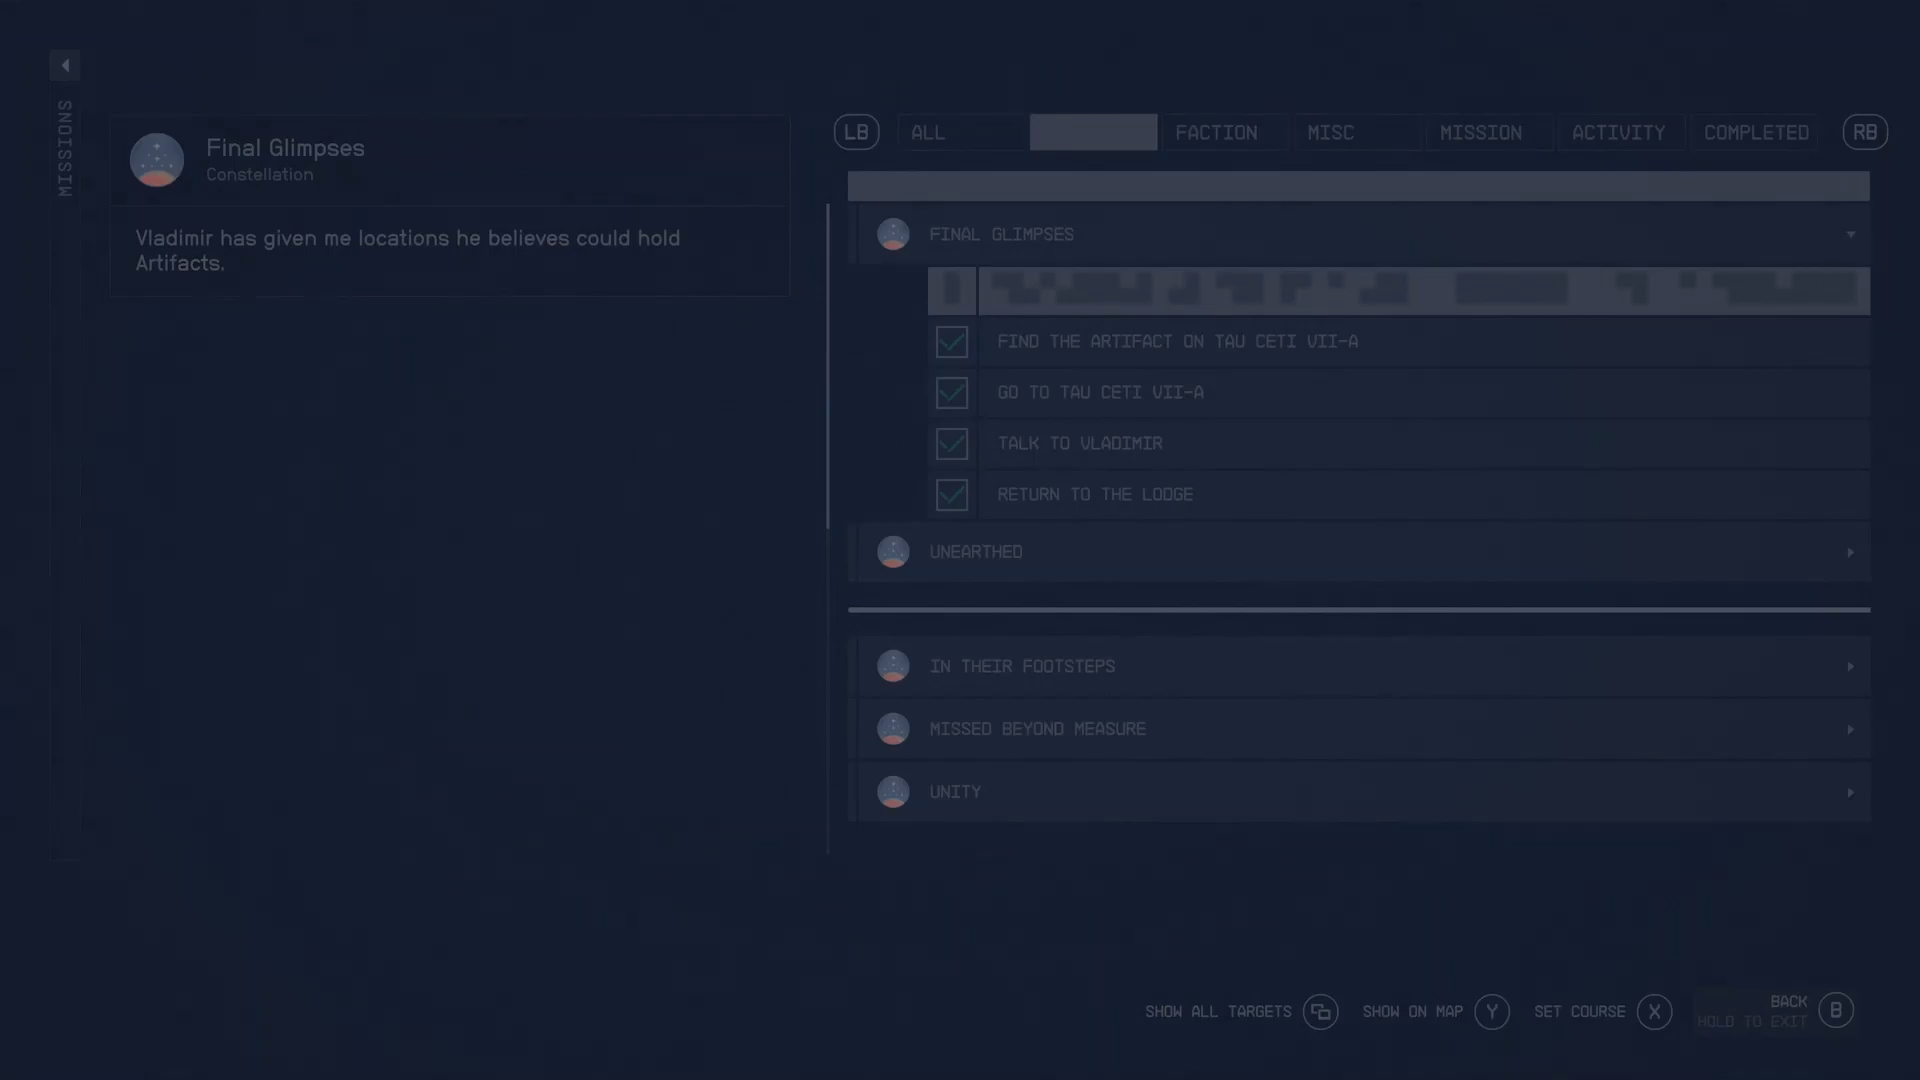 MISSIONS
Final Glimpses
Constellation
Vladimir has given me locations he believes could hold
Artifacts.
LB
ALL
FACTION
MISC
MISSION
ACTIVITY
COMPLETED
RB
FINAL GLIMPSES
FIND THE ARTIFACT ON TAU CETI VII-A
GO TO TAU CETI VII-A
TALK TO VLADIMIR
RETURN TO THE LODGE
UNEARTHED
IN THEIR FOOTSTEPS
MISSED BEYOND MEASURE
UNITY
SHOW ALL TARGETS
SHOW ON MAP Y
SET COURSE X
BACK B
HOLD TO EXIT